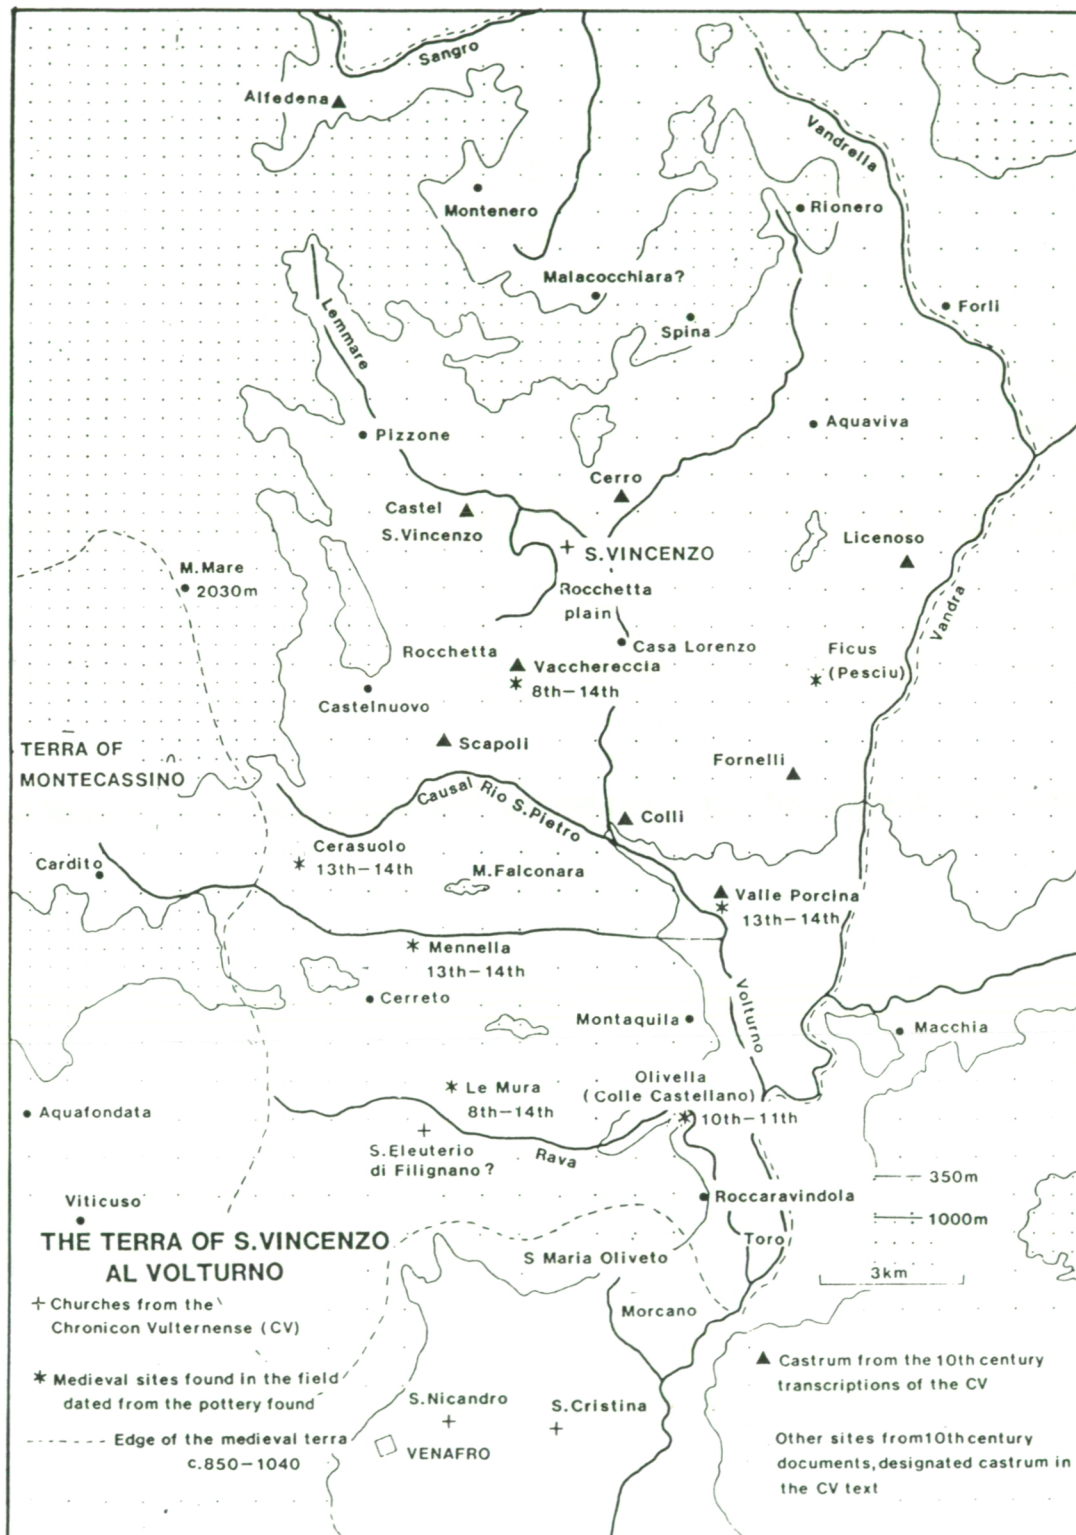 Sangro
Alfedena
Vandrella
Montenero
Rionero
Malacocchiara?
Forli
Lemmare
Spina
Pizzone
Aquaviva
Cerro
Castel
S.Vincenzo
Licenoso
S.VINCENZO
M.Mare
2030m
Rocchetta
plain
Vandra
Casa Lorenzo
Rocchetta
Ficus
(Pesciu)
Vacchereccia
8th-14th
Castelnuovo
Scapoli
TERRA OF
MONTECASSINO
Fornelli
Causal Rio S.Pietro
Colli
Cerasuolo
13th-14th
Cardito
M.Falconara
Valle Porcina
13th-14th
Mennella
13th-14th
Cerreto
Volturno
Montaquila
Macchia
Olivella
(Colle Castellano)
10th-11th
Le Mura
8th-14th
Aquafondata
S.Eleuterio
di Filignano?
Rava
350m
Viticuso
Roccaravindola
1000m
THE TERRA OF S.VINCENZO
AL VOLTURNO
Toro
S Maria Oliveto
3km
Morcano
Churches from the
Chronicon Vulternense (CV)
Castrum from the 10th century
transcriptions of the CV
Medieval sites found in the field
dated from the pottery found
S.Nicandro
S.Cristina
Edge of the medieval terra
c.850-1040
VENAFRO
Other sites from 10th century
documents, designated castrum in
the CV text